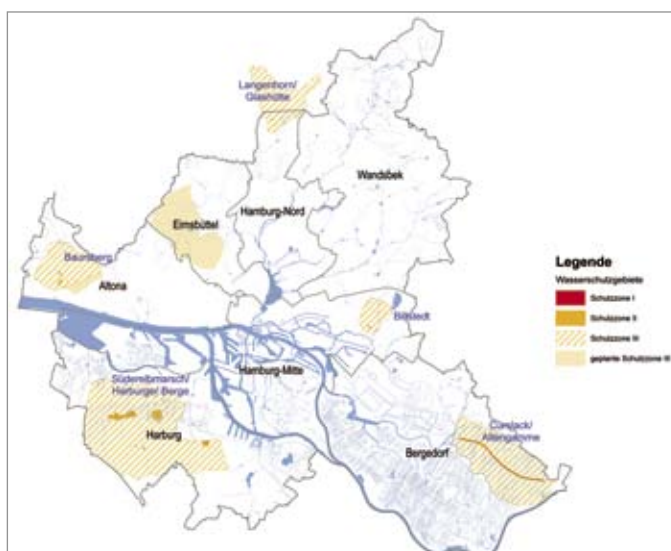 Langenhorn/
Glashütte
Wandsbek
Hamburg-Nord
Eimsbüttel
Baursberg
Altona
Legende
Wasserschutzgebiete
Schutzzone I
Schutzzone II
Schutzzone III
geplante Schutzzone III
Billstedt
Hamburg-Mitte
Süderelbmarsch/
Harburger Berge
Harburg
Curslack/
Altengamme
Bergedorf